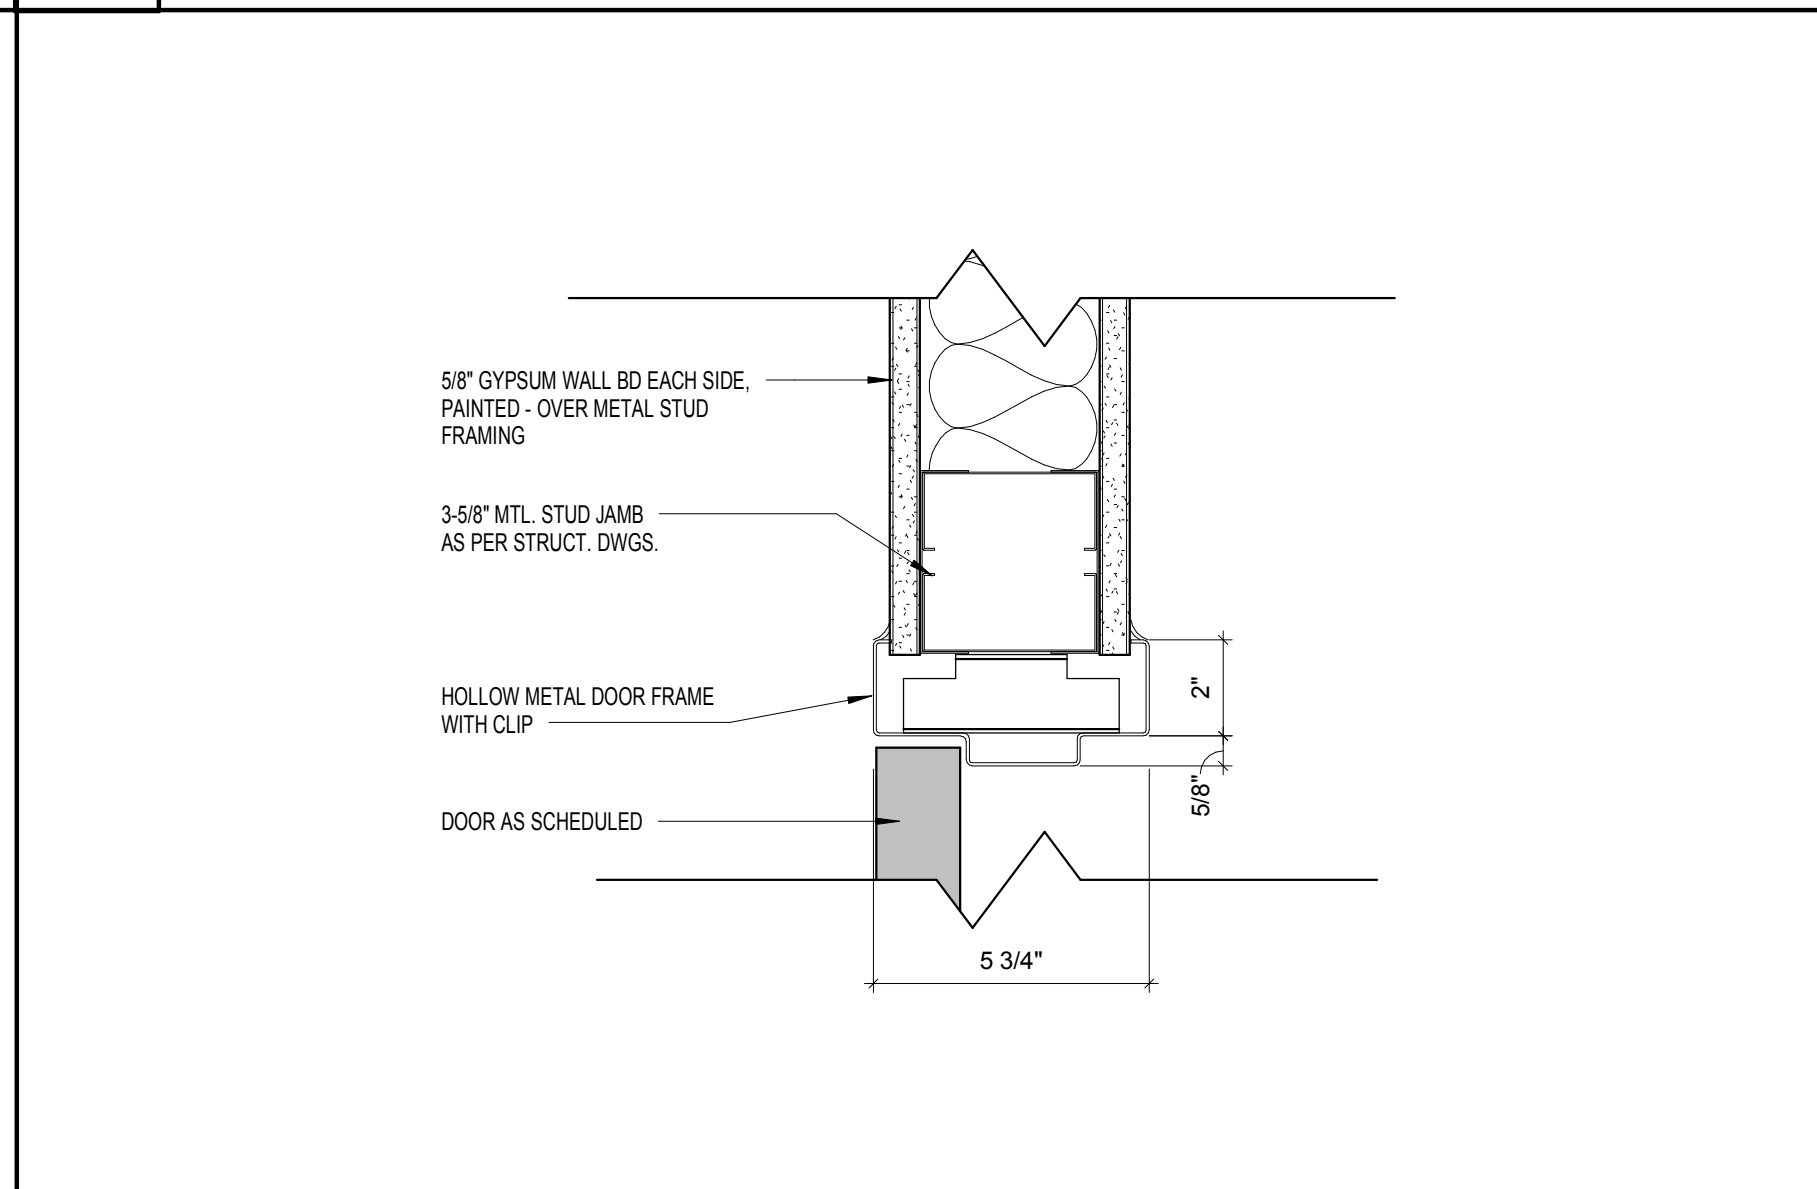 5/8" GYPSUM WALL BD EACH SIDE,
PAINTED - OVER METAL STUD
FRAMING
3-5/8" MTL. STUD JAMB
AS PER STRUCT. DWGS.
HOLLOW METAL DOOR FRAME
WITH CLIP
2"
5/8"
DOOR AS SCHEDULED
5 3/4"